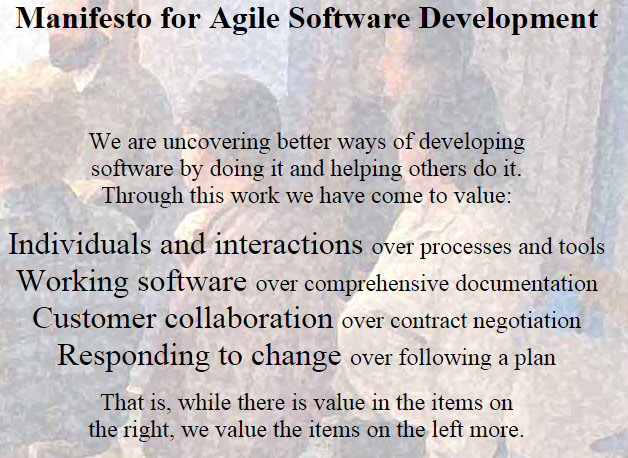 Manifesto for Agile Software Development
We are uncovering better ways of developing
software by doing it and helping others do it.
Through this work we have come to value:
Individuals and interactions over processes and tools
Working software over comprehensive documentation
Customer collaboration over contract negotiation
Responding to change over following a plan
That is, while there is value in the items on
the right, we value the items on the left more.